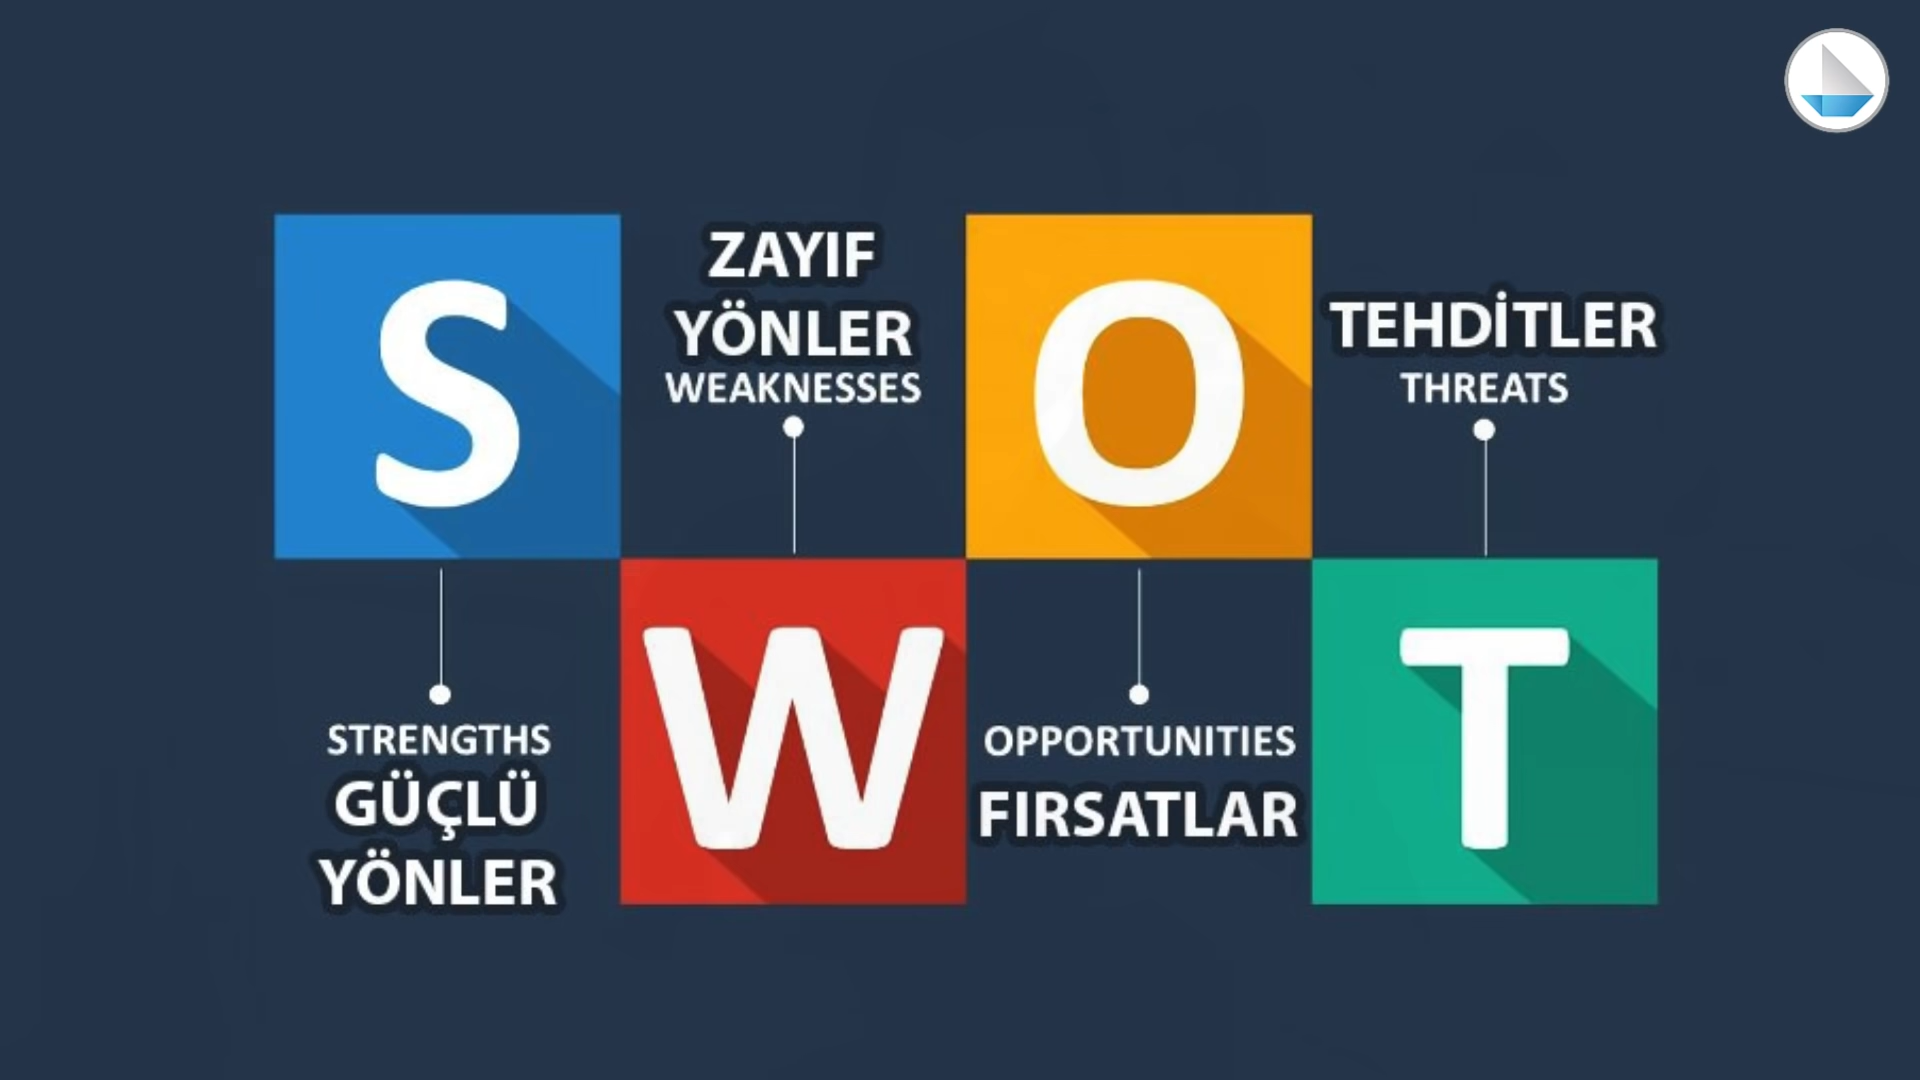 S
STRENGTHS
GÜÇLÜ
YÖNLER
ZAYIF
YÖNLER
WEAKNESSES
W
O
OPPORTUNITIES
FIRSATLAR
TEHDİTLER
THREATS
T